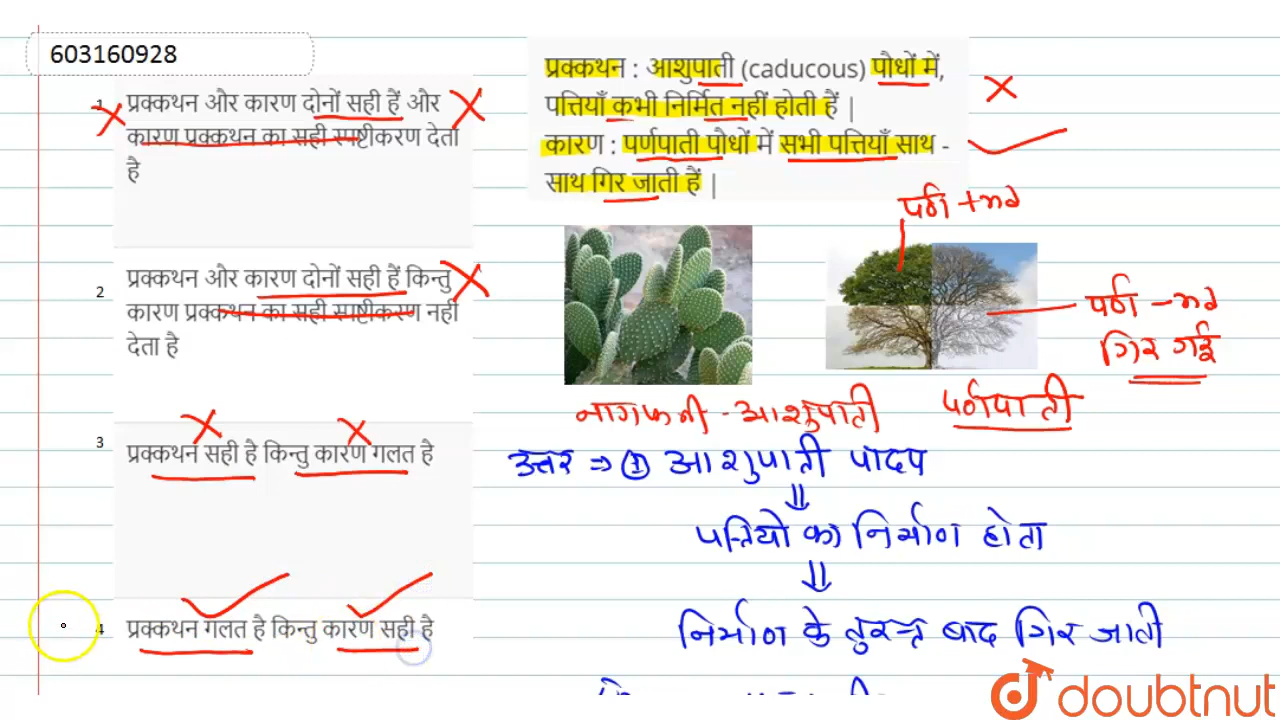 603160928
1 प्रक्कथन और कारण दोनों सही हैं और
कारण प्रक्कथन का सही स्पष्टीकरण देता
है
2 प्रक्कथन और कारण दोनों सही हैं किन्तु
कारण प्रक्कथन का सही स्पष्टीकरण नही
देता है
3 प्रक्कथन सही है किन्तु कारण गलत है
4 प्रक्कथन गलत है किन्तु कारण सही है
प्रक्कथन : आशुपाती (caducous) पौधों में,
पत्तियाँ कभी निर्मित नहीं होती हैं |
कारण : पर्णपाती पौधों में सभी पत्तियाँ साथ -
साथ गिर जाती हैं |
पर्ण +nd
पर्ण -nd
गिर गई
नागफनी - आशुपाती
पर्णपाती
उत्तर ⇒ ① आशुपाती पादप
⇓
पत्तियों का निर्माण होता
⇓
निर्माण के तुरन्त बाद गिर जाती
doubtnut